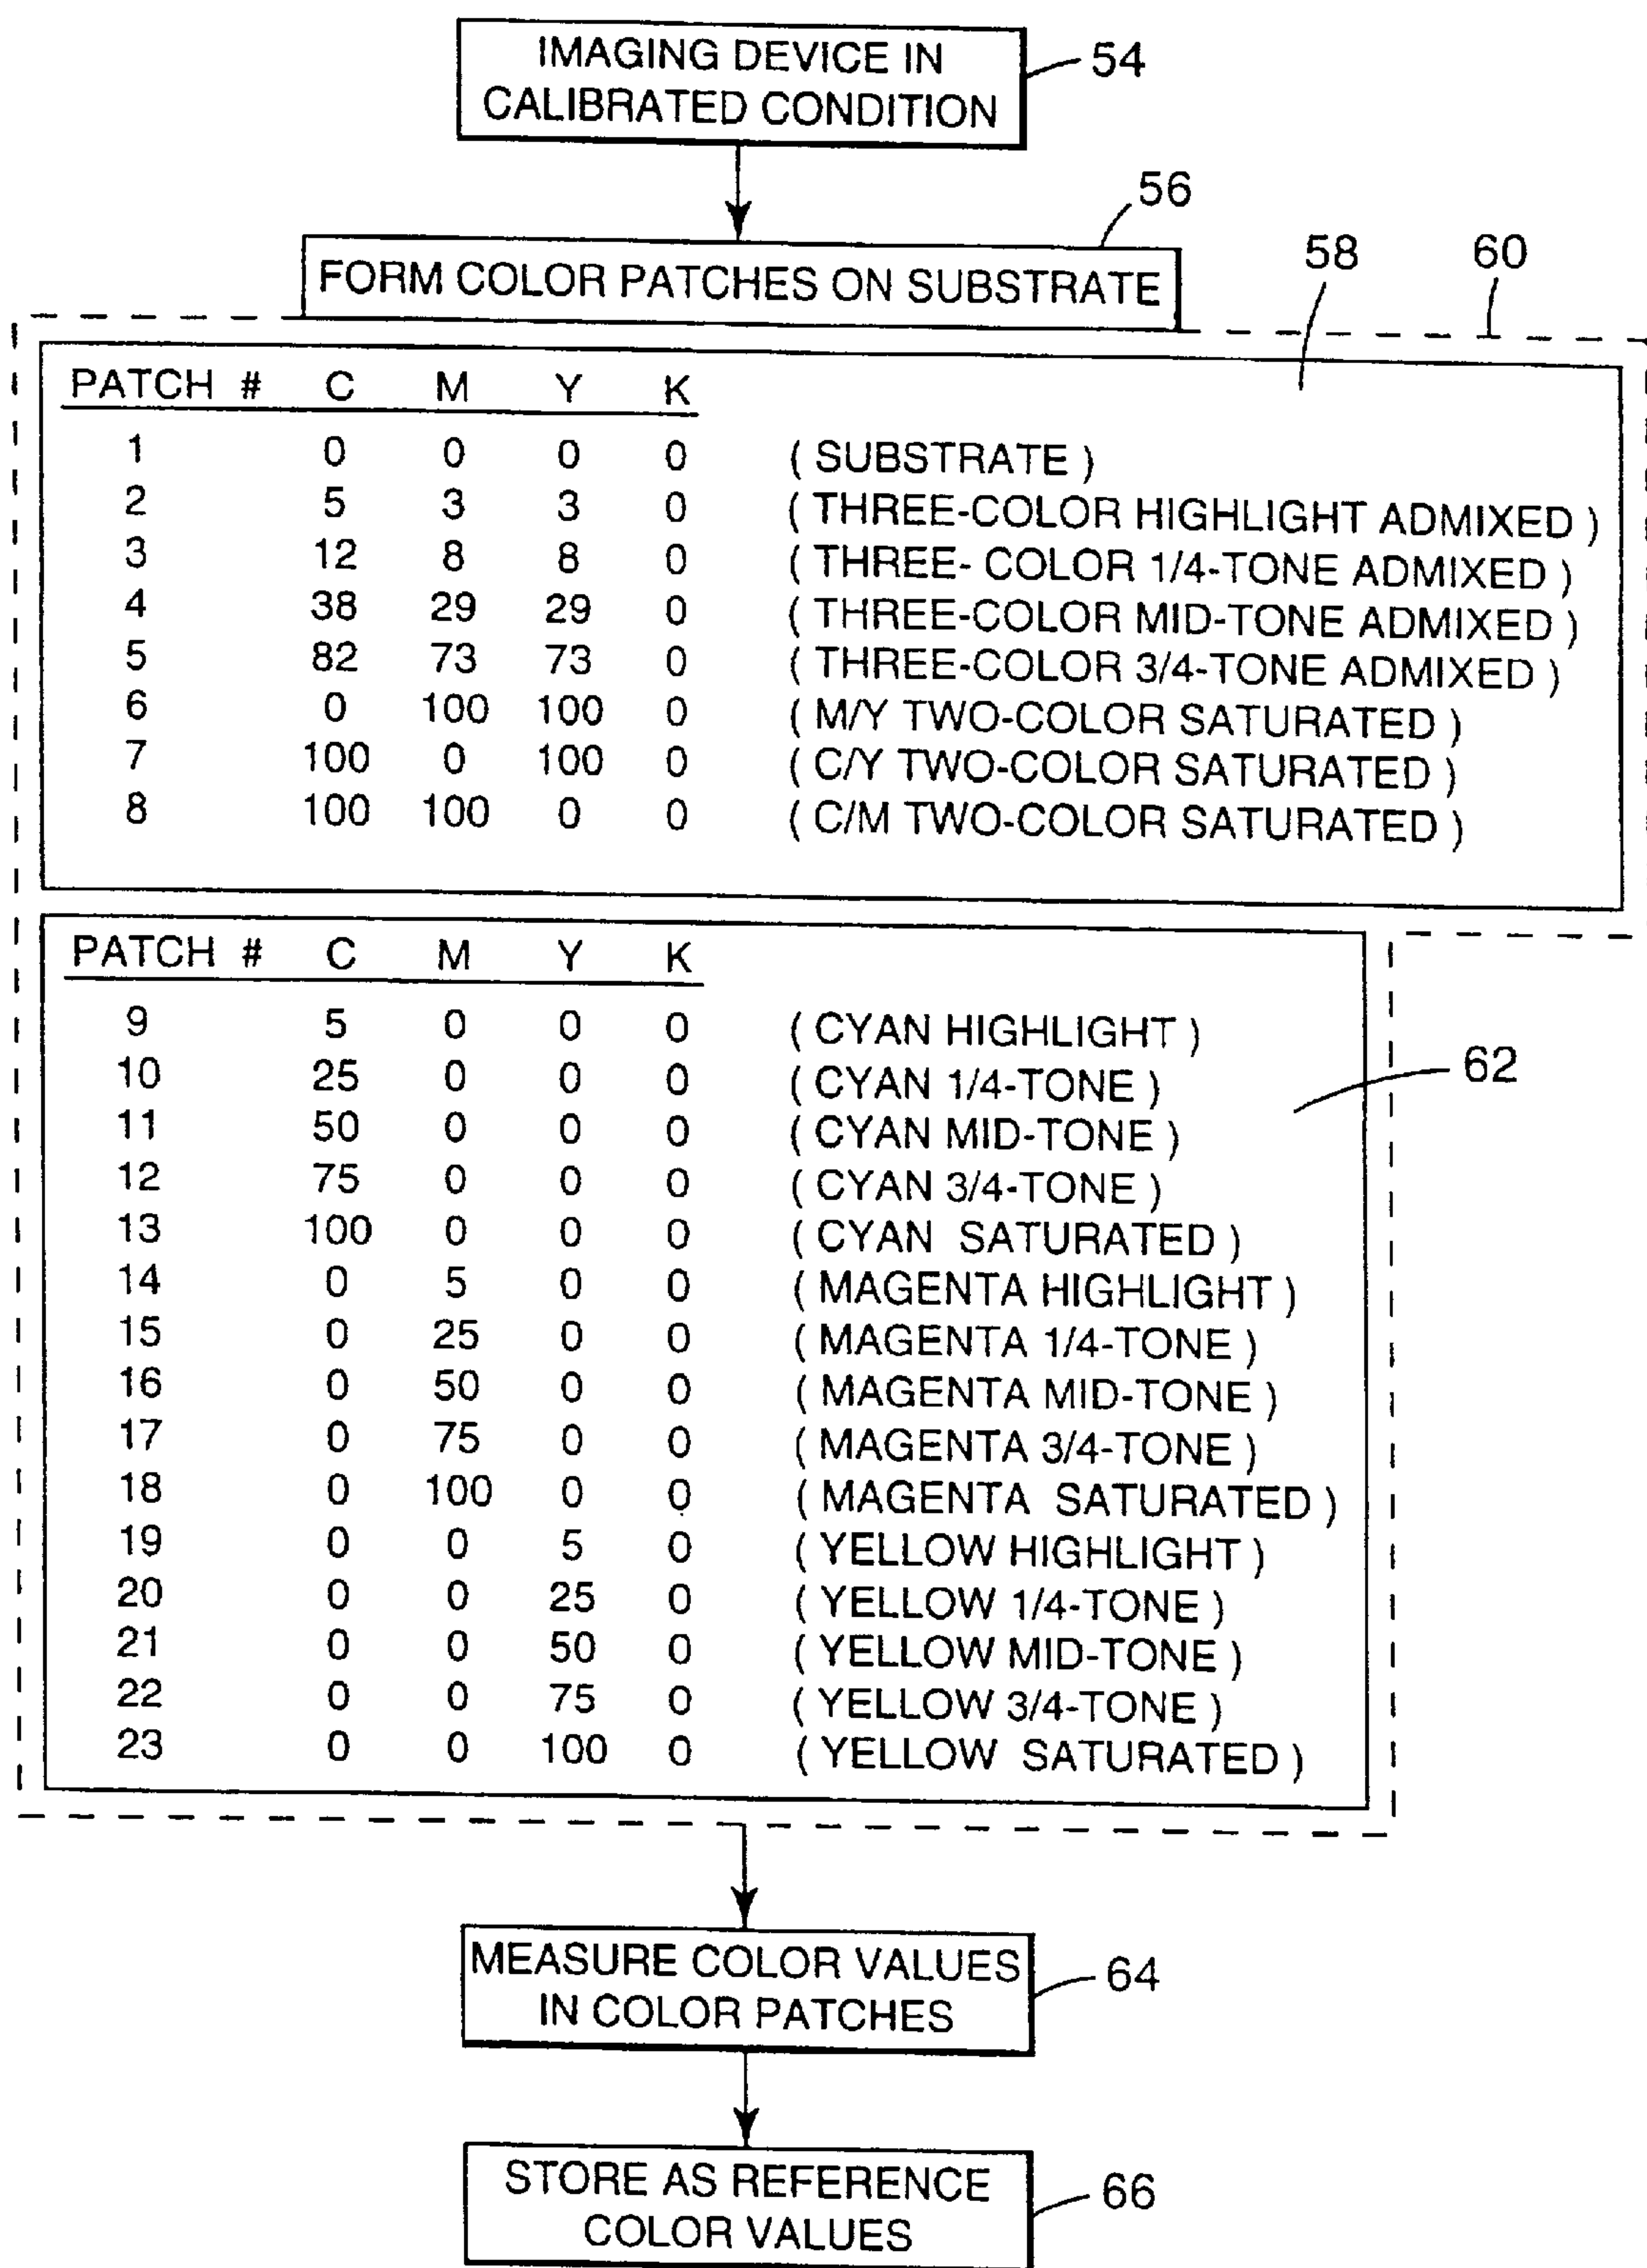 IMAGING DEVICE IN
CALIBRATED CONDITION
54
56
FORM COLOR PATCHES ON SUBSTRATE
58
60
PATCH # C M Y K
1 0 0 0 0 ( SUBSTRATE )
2 5 3 3 0 ( THREE-COLOR HIGHLIGHT ADMIXED )
3 12 8 8 0 ( THREE- COLOR 1/4-TONE ADMIXED )
4 38 29 29 0 ( THREE-COLOR MID-TONE ADMIXED )
5 82 73 73 0 ( THREE-COLOR 3/4-TONE ADMIXED )
6 0 100 100 0 ( M/Y TWO-COLOR SATURATED )
7 100 0 100 0 ( C/Y TWO-COLOR SATURATED )
8 100 100 0 0 ( C/M TWO-COLOR SATURATED )
PATCH # C M Y K
9 5 0 0 0 ( CYAN HIGHLIGHT )
10 25 0 0 0 ( CYAN 1/4-TONE )
62
11 50 0 0 0 ( CYAN MID-TONE )
12 75 0 0 0 ( CYAN 3/4-TONE )
13 100 0 0 0 ( CYAN SATURATED )
14 0 5 0 0 ( MAGENTA HIGHLIGHT )
15 0 25 0 0 ( MAGENTA 1/4-TONE )
16 0 50 0 0 ( MAGENTA MID-TONE )
17 0 75 0 0 ( MAGENTA 3/4-TONE )
18 0 100 0 0 ( MAGENTA SATURATED )
19 0 0 5 0 ( YELLOW HIGHLIGHT )
20 0 0 25 0 ( YELLOW 1/4-TONE )
21 0 0 50 0 ( YELLOW MID-TONE )
22 0 0 75 0 ( YELLOW 3/4-TONE )
23 0 0 100 0 ( YELLOW SATURATED )
MEASURE COLOR VALUES
IN COLOR PATCHES
64
STORE AS REFERENCE
COLOR VALUES
66